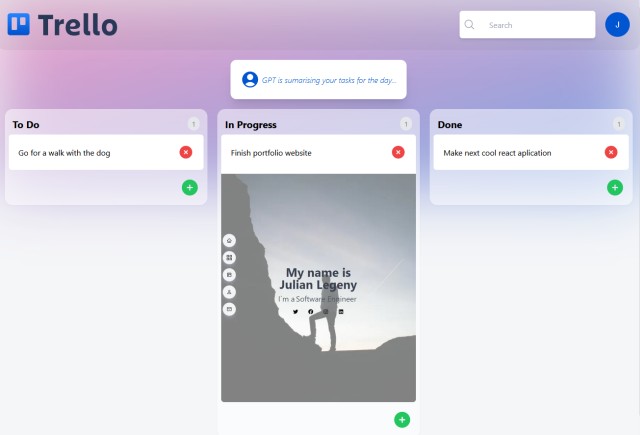 Trello
Search
J
GPT is sumarising your tasks for the day...
To Do
1
Go for a walk with the dog
In Progress
1
Finish portfolio website
My name is
Julian Legeny
I'm a Software Engineer
Done
1
Make next cool react aplication